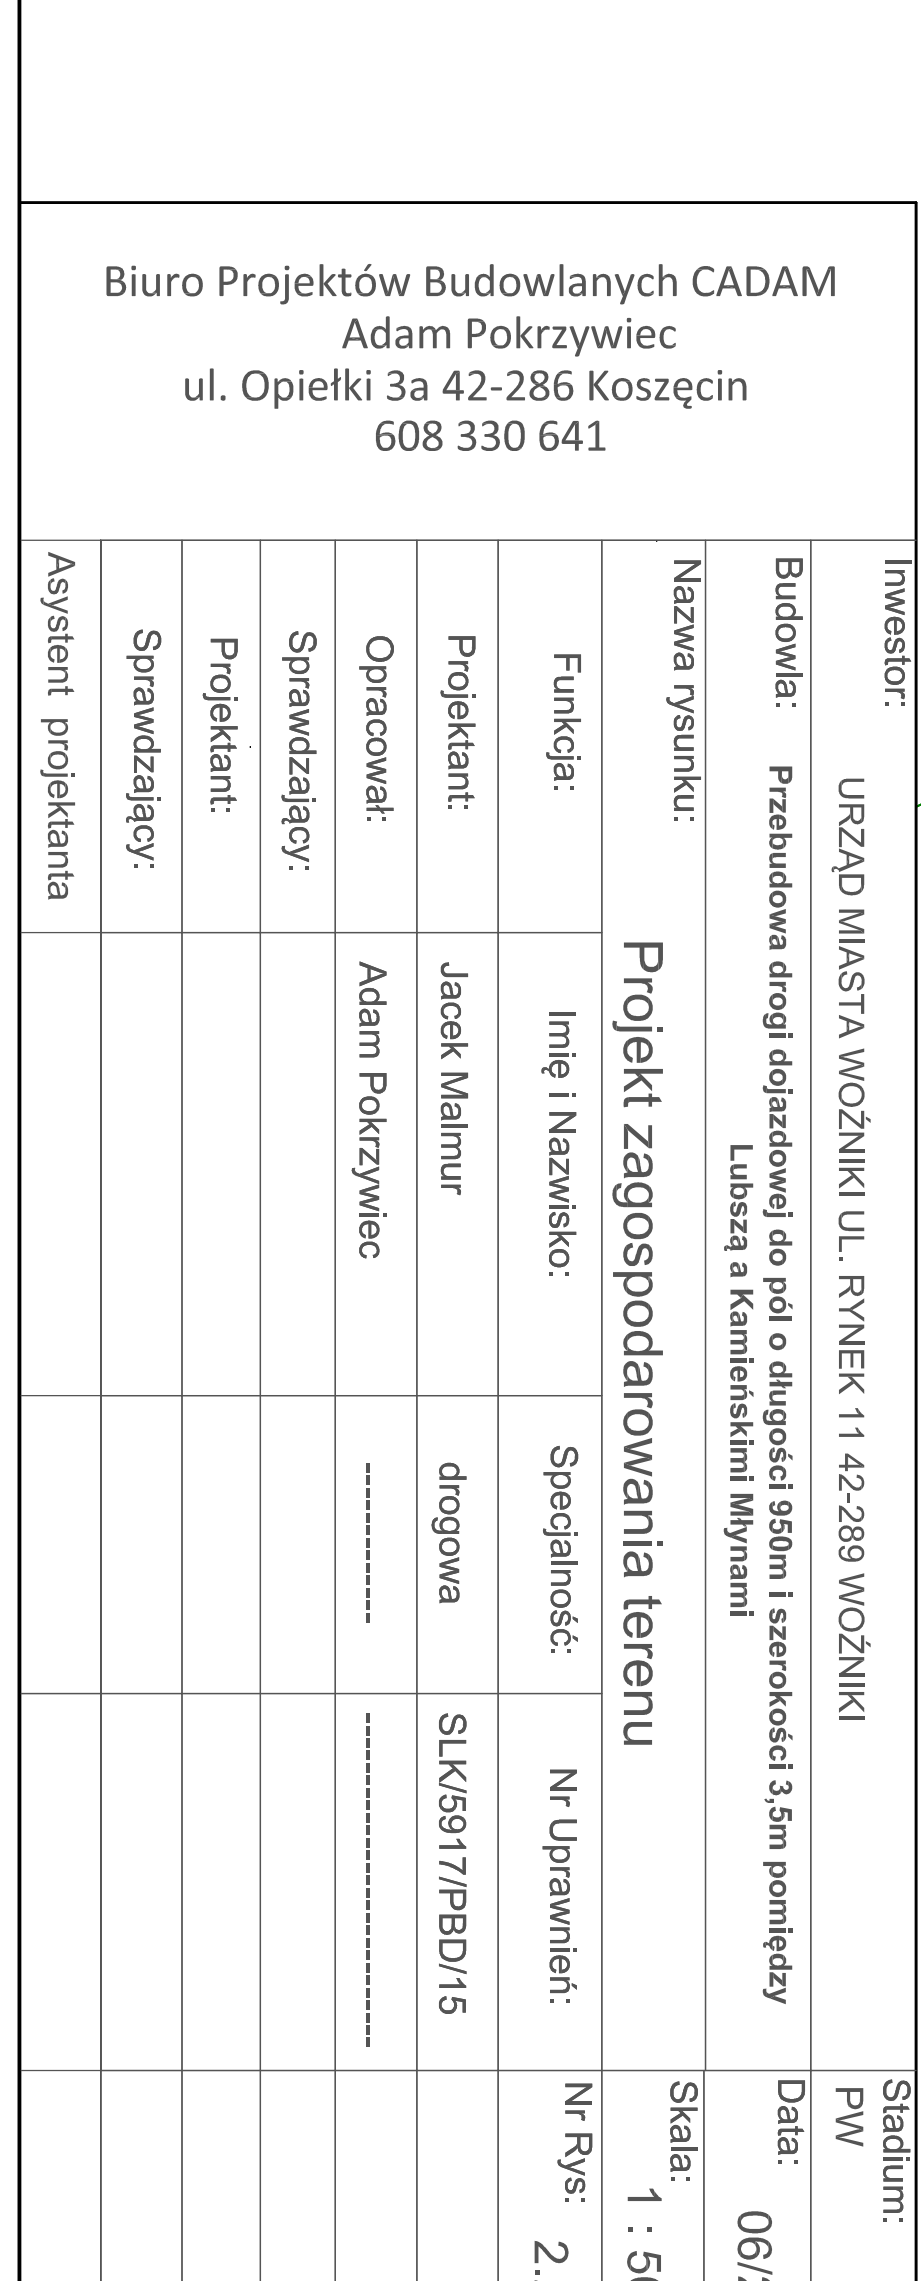 Biuro Projektów Budowlanych CADAM
Adam Pokrzywiec
ul. Opiełki 3a 42-286 Koszęcin
608 330 641
Inwestor:
URZĄD MIASTA WOŹNIKI UL. RYNEK 11 42-289 WOŹNIKI
Stadium:
PW
Budowla:
Przebudowa drogi dojazdowej do pól o długości 950m i szerokości 3,5m pomiędzy
Lubszą a Kamieńskimi Młynami
Data:
06/
Nazwa rysunku:
Projekt zagospodarowania terenu
Skala:
1 :
Funkcja:
Imię i Nazwisko:
Specjalność:
Nr Uprawnień:
Nr Rys:
2.
Projektant:
Jacek Malmur
drogowa
SLK/5917/PBD/15
Opracował:
Adam Pokrzywiec
------------
-------------------------
Sprawdzający:
Projektant:
Sprawdzający:
Asystent projektanta